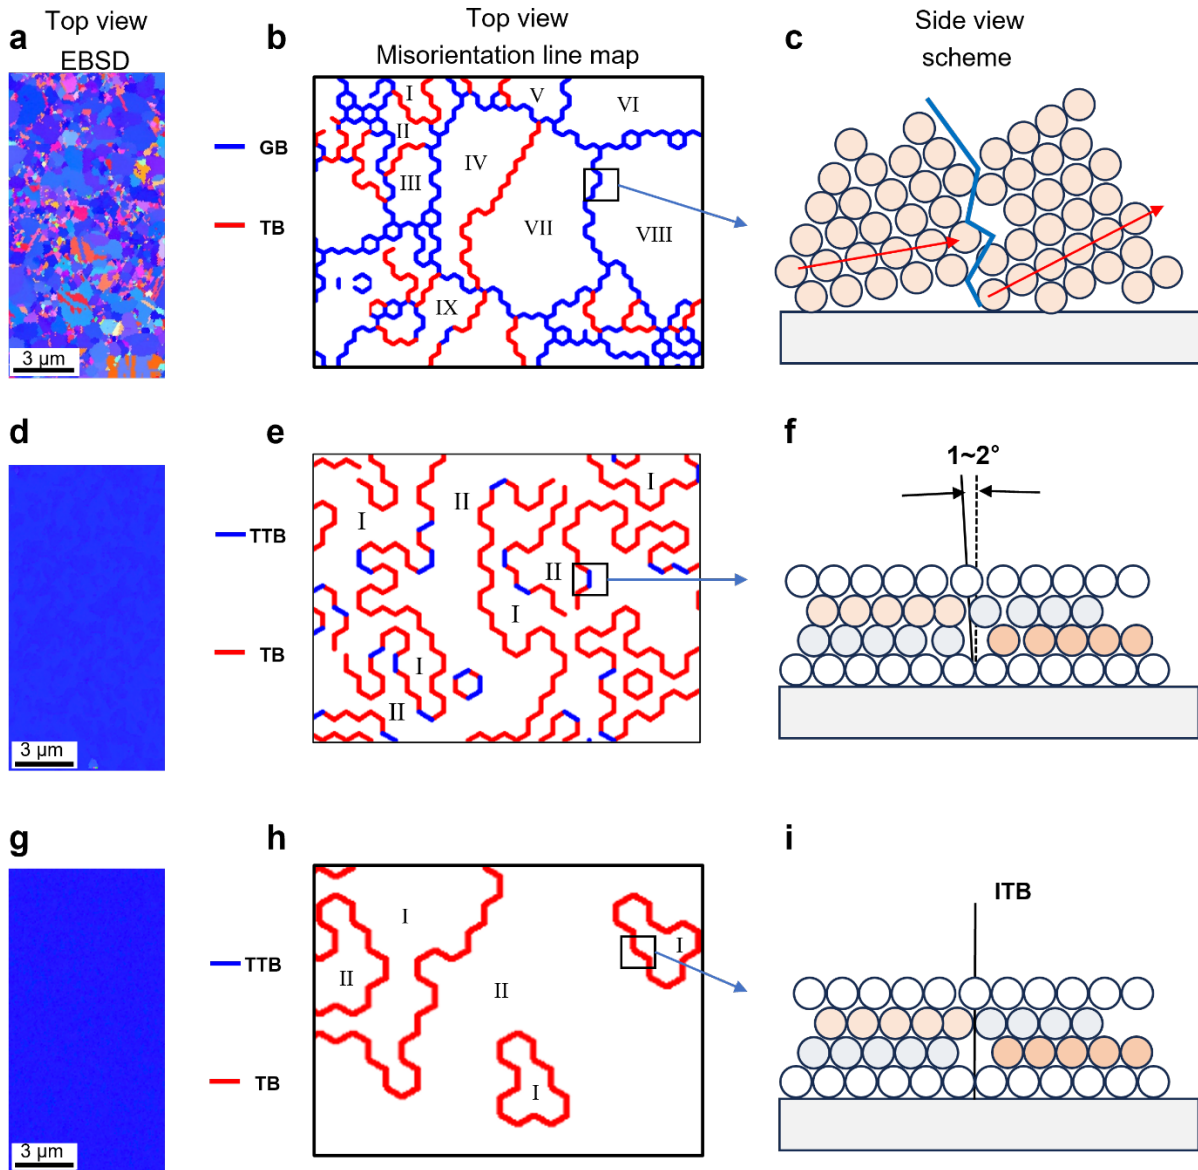 Top view
EBSD
Top view
Misorientation line map
Side view
scheme
a
b
c
GB
TB
I
II
III
IV
V
VI
VII
VIII
IX
3 µm
d
e
f
TTB
TB
I
II
I
II
I
I
II
1~2°
3 µm
g
h
i
TTB
TB
I
II
II
I
I
ITB
3 µm